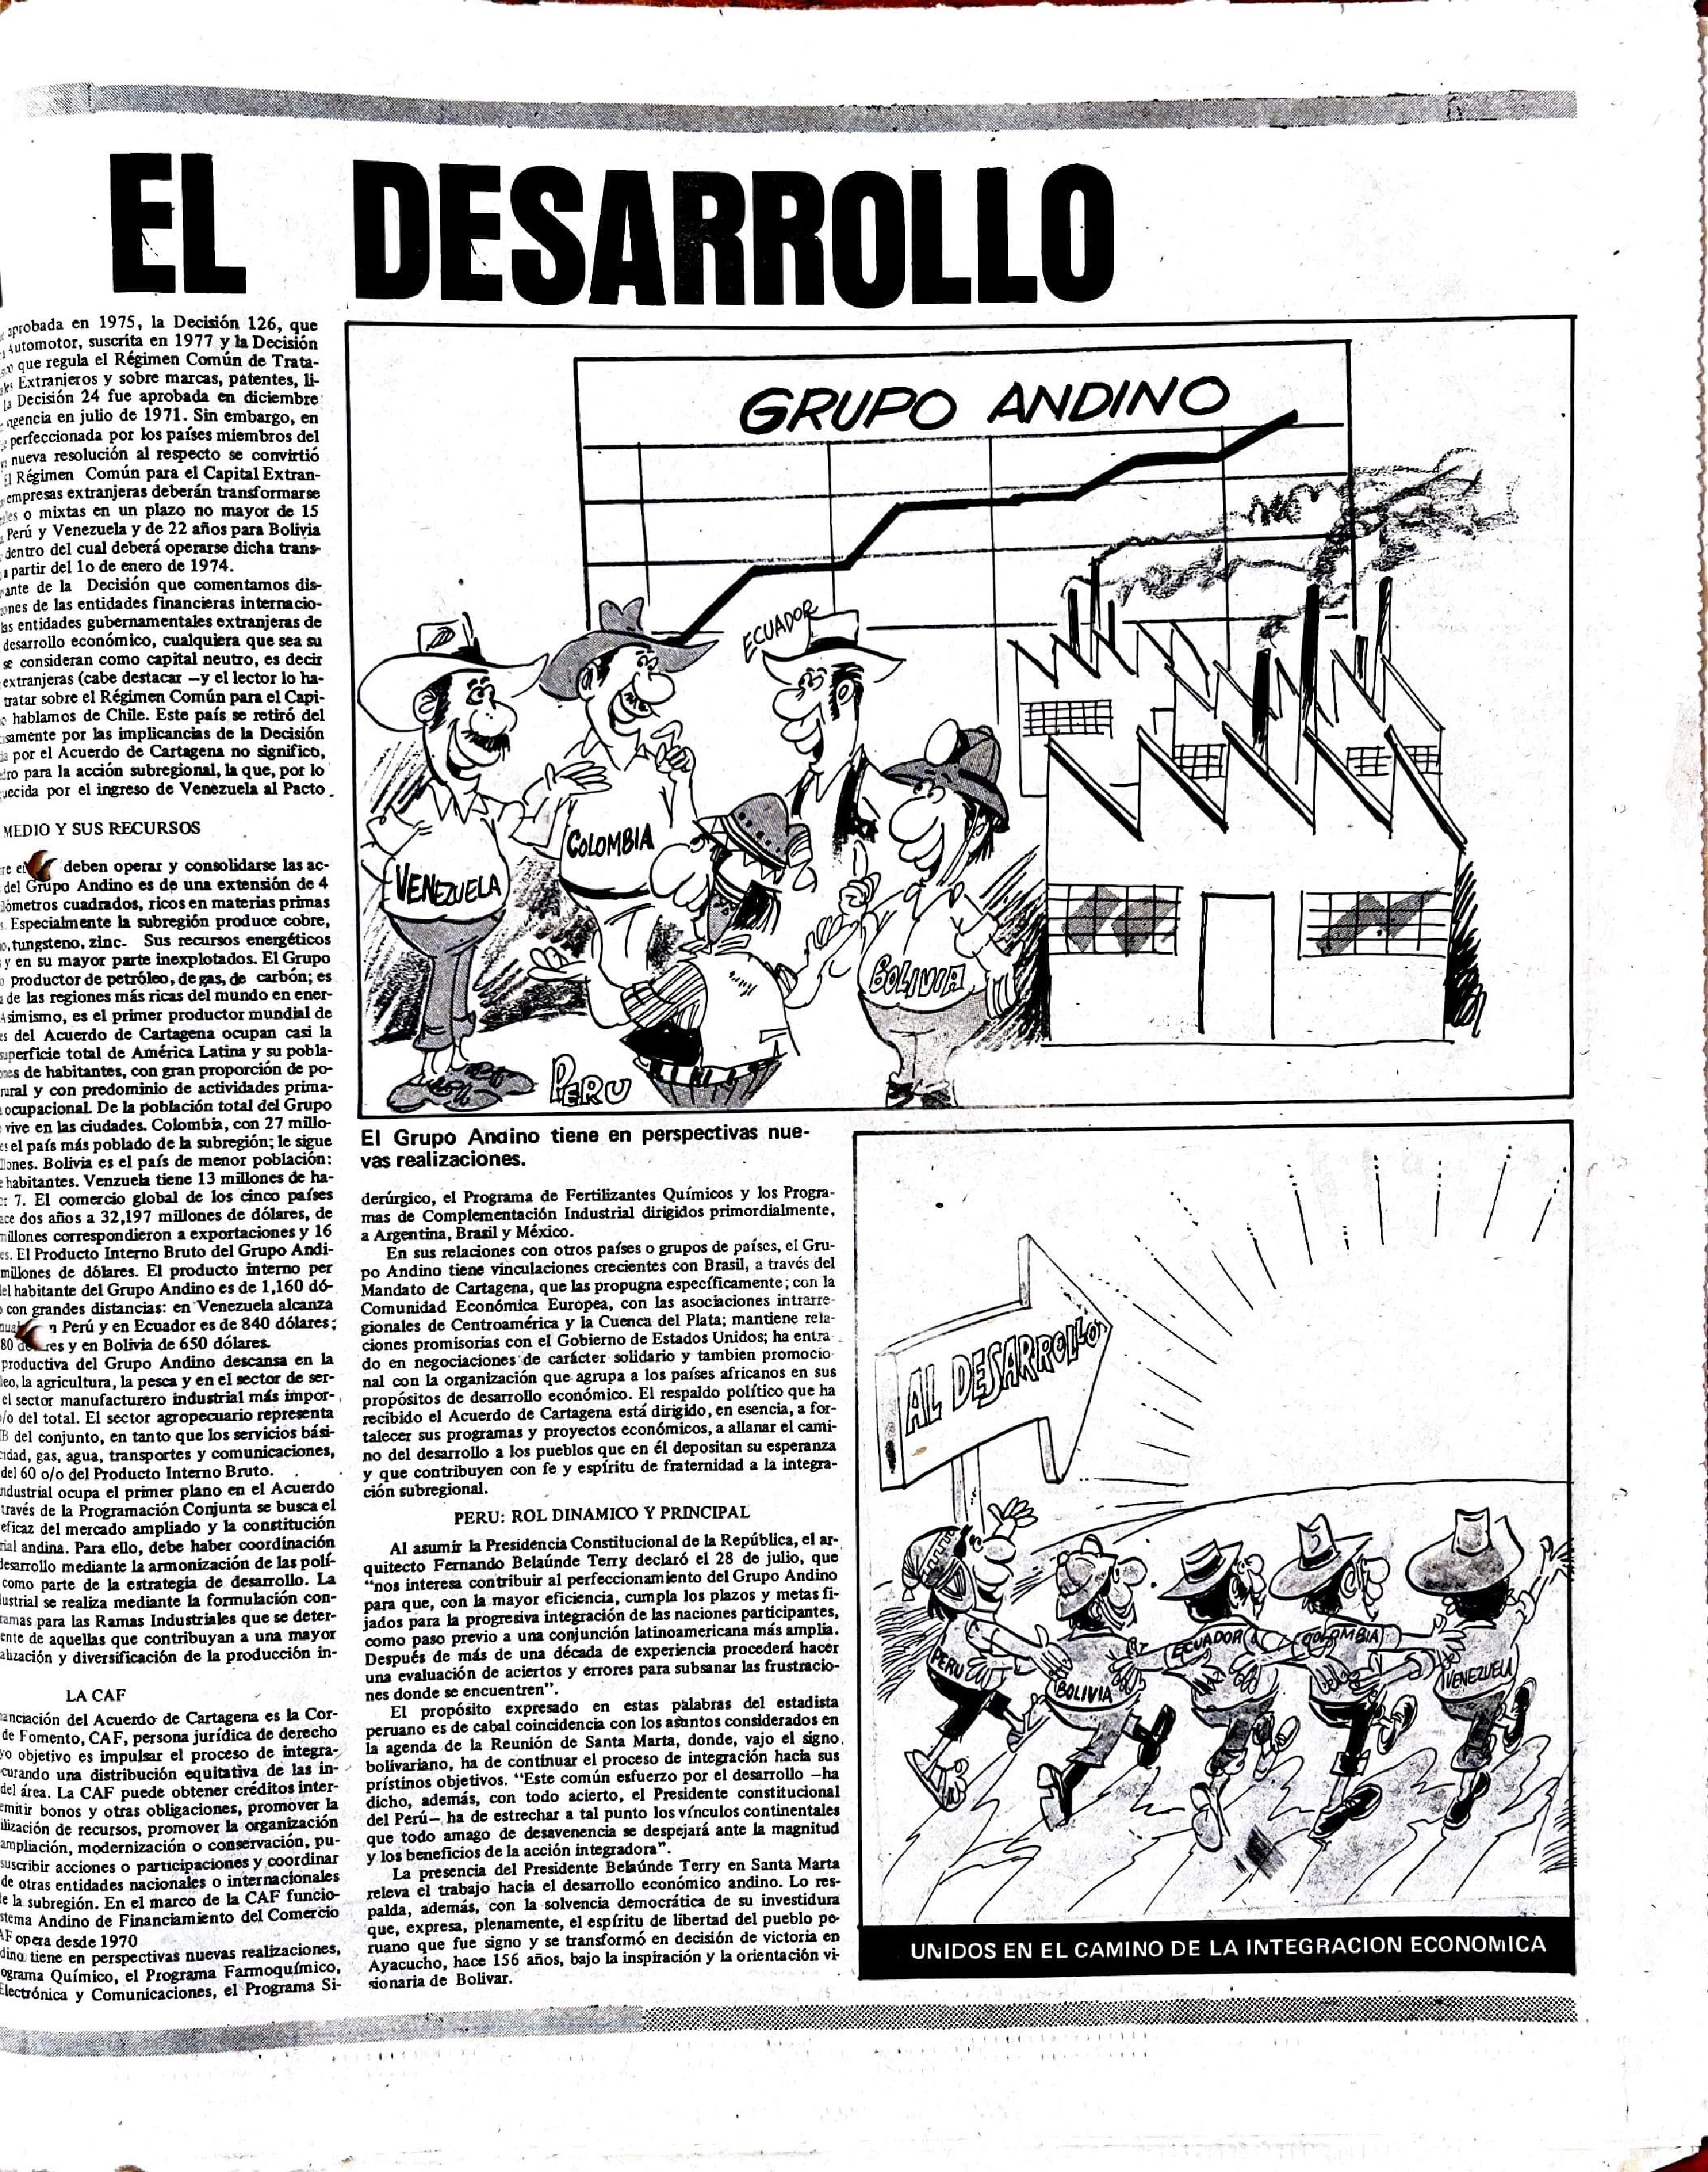 EL DESARROLLO
aprobada en 1975, la Decisión 126, que
Automotor, suscrita en 1977 y la Decisión
que regula el Régimen Común de Trata-
Extranjeros y sobre marcas, patentes, li-
la Decisión 24 fue aprobada en diciembre
ngencia en julio de 1971. Sin embargo, en
perfeccionada por los países miembros del
nueva resolución al respecto se convirtió
El Régimen Común para el Capital Extran-
empresas extranjeras deberán transformarse
o mixtas en un plazo no mayor de 15
Perú y Venezuela y de 22 años para Bolivia
dentro del cual deberá operarse dicha trans-
a partir del 1o de enero de 1974.
ante de la Decisión que comentamos dis-
ones de las entidades financieras internacio-
las entidades gubernamentales extranjeras de
desarrollo económico, cualquiera que sea su
se consideran como capital neutro, es decir
extranjeras (cabe destacar —y el lector lo ha-
tratar sobre el Régimen Común para el Capi-
hablamos de Chile. Este país se retiró del
samente por las implicancias de la Decisión
por el Acuerdo de Cartagena no significo,
ro para la acción subregional, la que, por lo
uecida por el ingreso de Venezuela al Pacto.
MEDIO Y SUS RECURSOS
deben operar y consolidarse las ac-
del Grupo Andino es de una extensión de 4
lómetros cuadrados, ricos en materias primas
Especialmente la subregión produce cobre,
tungsteno, zinc. Sus recursos energéticos
y en su mayor parte inexplotados. El Grupo
productor de petróleo, de gas, de carbón; es
de las regiones más ricas del mundo en ener-
Asimismo, es el primer productor mundial de
es del Acuerdo de Cartagena ocupan casi la
superficie total de América Latina y su pobla-
nes de habitantes, con gran proporción de po-
rural y con predominio de actividades prima-
ocupacional. De la población total del Grupo
vive en las ciudades. Colombia, con 27 millo-
es el país más poblado de la subregión; le sigue
llones. Bolivia es el país de menor población:
habitantes. Venzuela tiene 13 millones de ha-
7. El comercio global de los cinco países
ace dos años a 32,197 millones de dólares, de
millones correspondieron a exportaciones y 16
es. El Producto Interno Bruto del Grupo Andi-
millones de dólares. El producto interno per
del habitante del Grupo Andino es de 1,160 dó-
con grandes distancias: en Venezuela alcanza
n Perú y en Ecuador es de 840 dólares;
80 dólares y en Bolivia de 650 dólares.
productiva del Grupo Andino descansa en la
leo, la agricultura, la pesca y en el sector de ser-
el sector manufacturero industrial más impor-
o/o del total. El sector agropecuario representa
IB del conjunto, en tanto que los servicios bási-
cidad, gas, agua, transportes y comunicaciones,
del 60 o/o del Producto Interno Bruto.
ndustrial ocupa el primer plano en el Acuerdo
través de la Programación Conjunta se busca el
eficaz del mercado ampliado y la constitución
rial andina. Para ello, debe haber coordinación
desarrollo mediante la armonización de las polí-
como parte de la estrategia de desarrollo. La
ustrial se realiza mediante la formulación con-
ramas para las Ramas Industriales que se deter-
ente de aquellas que contribuyan a una mayor
alización y diversificación de la producción in-
LA CAF
anciación del Acuerdo de Cartagena es la Cor-
de Fomento, CAF, persona jurídica de derecho
yo objetivo es impulsar el proceso de integra-
curando una distribución equitativa de las in-
del área. La CAF puede obtener créditos inter-
emitir bonos y otras obligaciones, promover la
ilización de recursos, promover la organización
ampliación, modernización o conservación, pu-
suscribir acciones o participaciones y coordinar
de otras entidades nacionales o internacionales
e la subregión. En el marco de la CAF funcio-
stema Andino de Financiamiento del Comercio
AF opera desde 1970
dino tiene en perspectivas nuevas realizaciones,
ograma Químico, el Programa Farmoquímico,
Electrónica y Comunicaciones, el Programa Si-
GRUPO ANDINO
ECUADOR
COLOMBIA
VENEZUELA
BOLIVIA
PERU
El Grupo Andino tiene en perspectivas nue-
vas realizaciones.
derúrgico, el Programa de Fertilizantes Químicos y los Progra-
mas de Complementación Industrial dirigidos primordialmente,
a Argentina, Brasil y México.
En sus relaciones con otros países o grupos de países, el Gru-
po Andino tiene vinculaciones crecientes con Brasil, a través del
Mandato de Cartagena, que las propugna específicamente; con la
Comunidad Económica Europea, con las asociaciones intrarre-
gionales de Centroamérica y la Cuenca del Plata; mantiene rela-
ciones promisorias con el Gobierno de Estados Unidos; ha entra-
do en negociaciones de carácter solidario y tambien promocio-
nal con la organización que agrupa a los países africanos en sus
propósitos de desarrollo económico. El respaldo político que ha
recibido el Acuerdo de Cartagena está dirigido, en esencia, a for-
talecer sus programas y proyectos económicos, a allanar el cami-
no del desarrollo a los pueblos que en él depositan su esperanza
y que contribuyen con fe y espíritu de fraternidad a la integra-
ción subregional.
PERU: ROL DINAMICO Y PRINCIPAL
Al asumir la Presidencia Constitucional de la República, el ar-
quitecto Fernando Belaúnde Terry declaró el 28 de julio, que
"nos interesa contribuir al perfeccionamiento del Grupo Andino
para que, con la mayor eficiencia, cumpla los plazos y metas fi-
jados para la progresiva integración de las naciones participantes,
como paso previo a una conjunción latinoamericana más amplia.
Después de más de una década de experiencia procederá hacer
una evaluación de aciertos y errores para subsanar las frustracio-
nes donde se encuentren".
El propósito expresado en estas palabras del estadista
peruano es de cabal coincidencia con los asuntos considerados en
la agenda de la Reunión de Santa Marta, donde, vajo el signo
bolivariano, ha de continuar el proceso de integración hacia sus
prístinos objetivos. "Este común esfuerzo por el desarrollo —ha
dicho, además, con todo acierto, el Presidente constitucional
del Perú— ha de estrechar a tal punto los vínculos continentales
que todo amago de desavenencia se despejará ante la magnitud
y los beneficios de la acción integradora".
La presencia del Presidente Belaúnde Terry en Santa Marta
releva el trabajo hacia el desarrollo económico andino. Lo res-
palda, además, con la solvencia democrática de su investidura
que, expresa, plenamente, el espíritu de libertad del pueblo pe-
ruano que fue signo y se transformó en decisión de victoria en
Ayacucho, hace 156 años, bajo la inspiración y la orientación vi-
sionaria de Bolívar.
AL DESARROLLO
PERU
BOLIVIA
ECUADOR
COLOMBIA
VENEZUELA
UNIDOS EN EL CAMINO DE LA INTEGRACION ECONOMICA